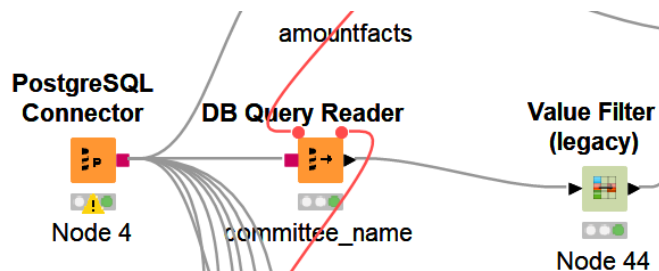 amountfacts
PostgreSQL
Connector
DB Query Reader
Value Filter
(legacy)
P
Node 4
committee_name
Node 44